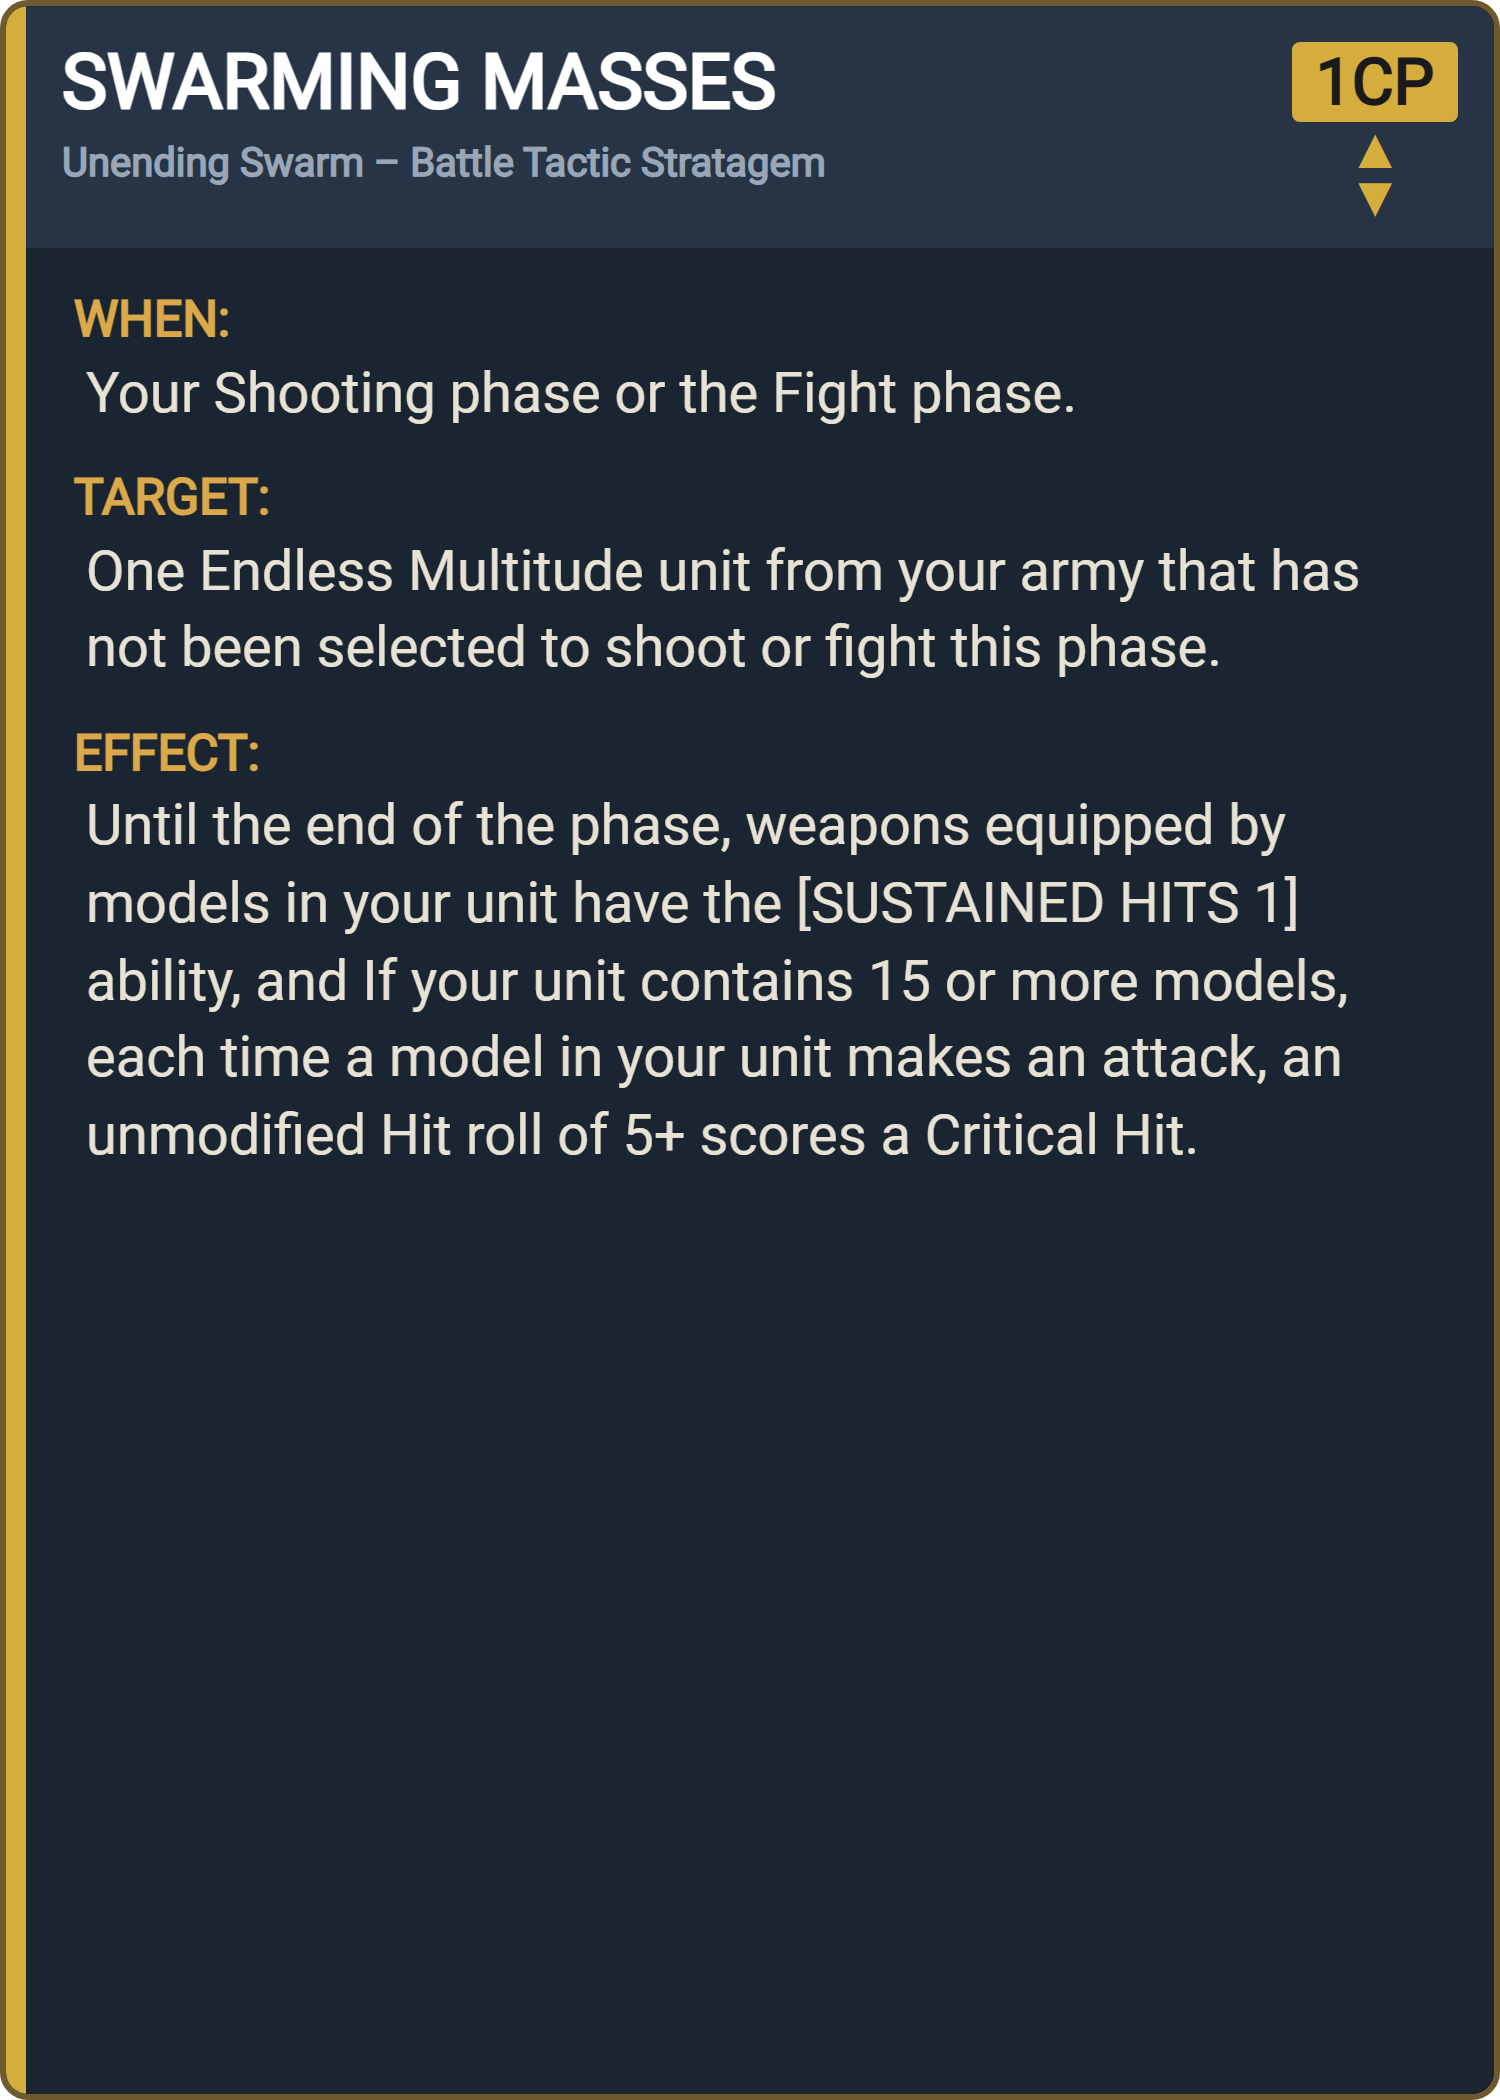 SWARMING MASSES
1CP
Unending Swarm – Battle Tactic Stratagem
▲
▼
WHEN:
Your Shooting phase or the Fight phase.
TARGET:
One Endless Multitude unit from your army that has
not been selected to shoot or fight this phase.
EFFECT:
Until the end of the phase, weapons equipped by
models in your unit have the [SUSTAINED HITS 1]
ability, and If your unit contains 15 or more models,
each time a model in your unit makes an attack, an
unmodified Hit roll of 5+ scores a Critical Hit.